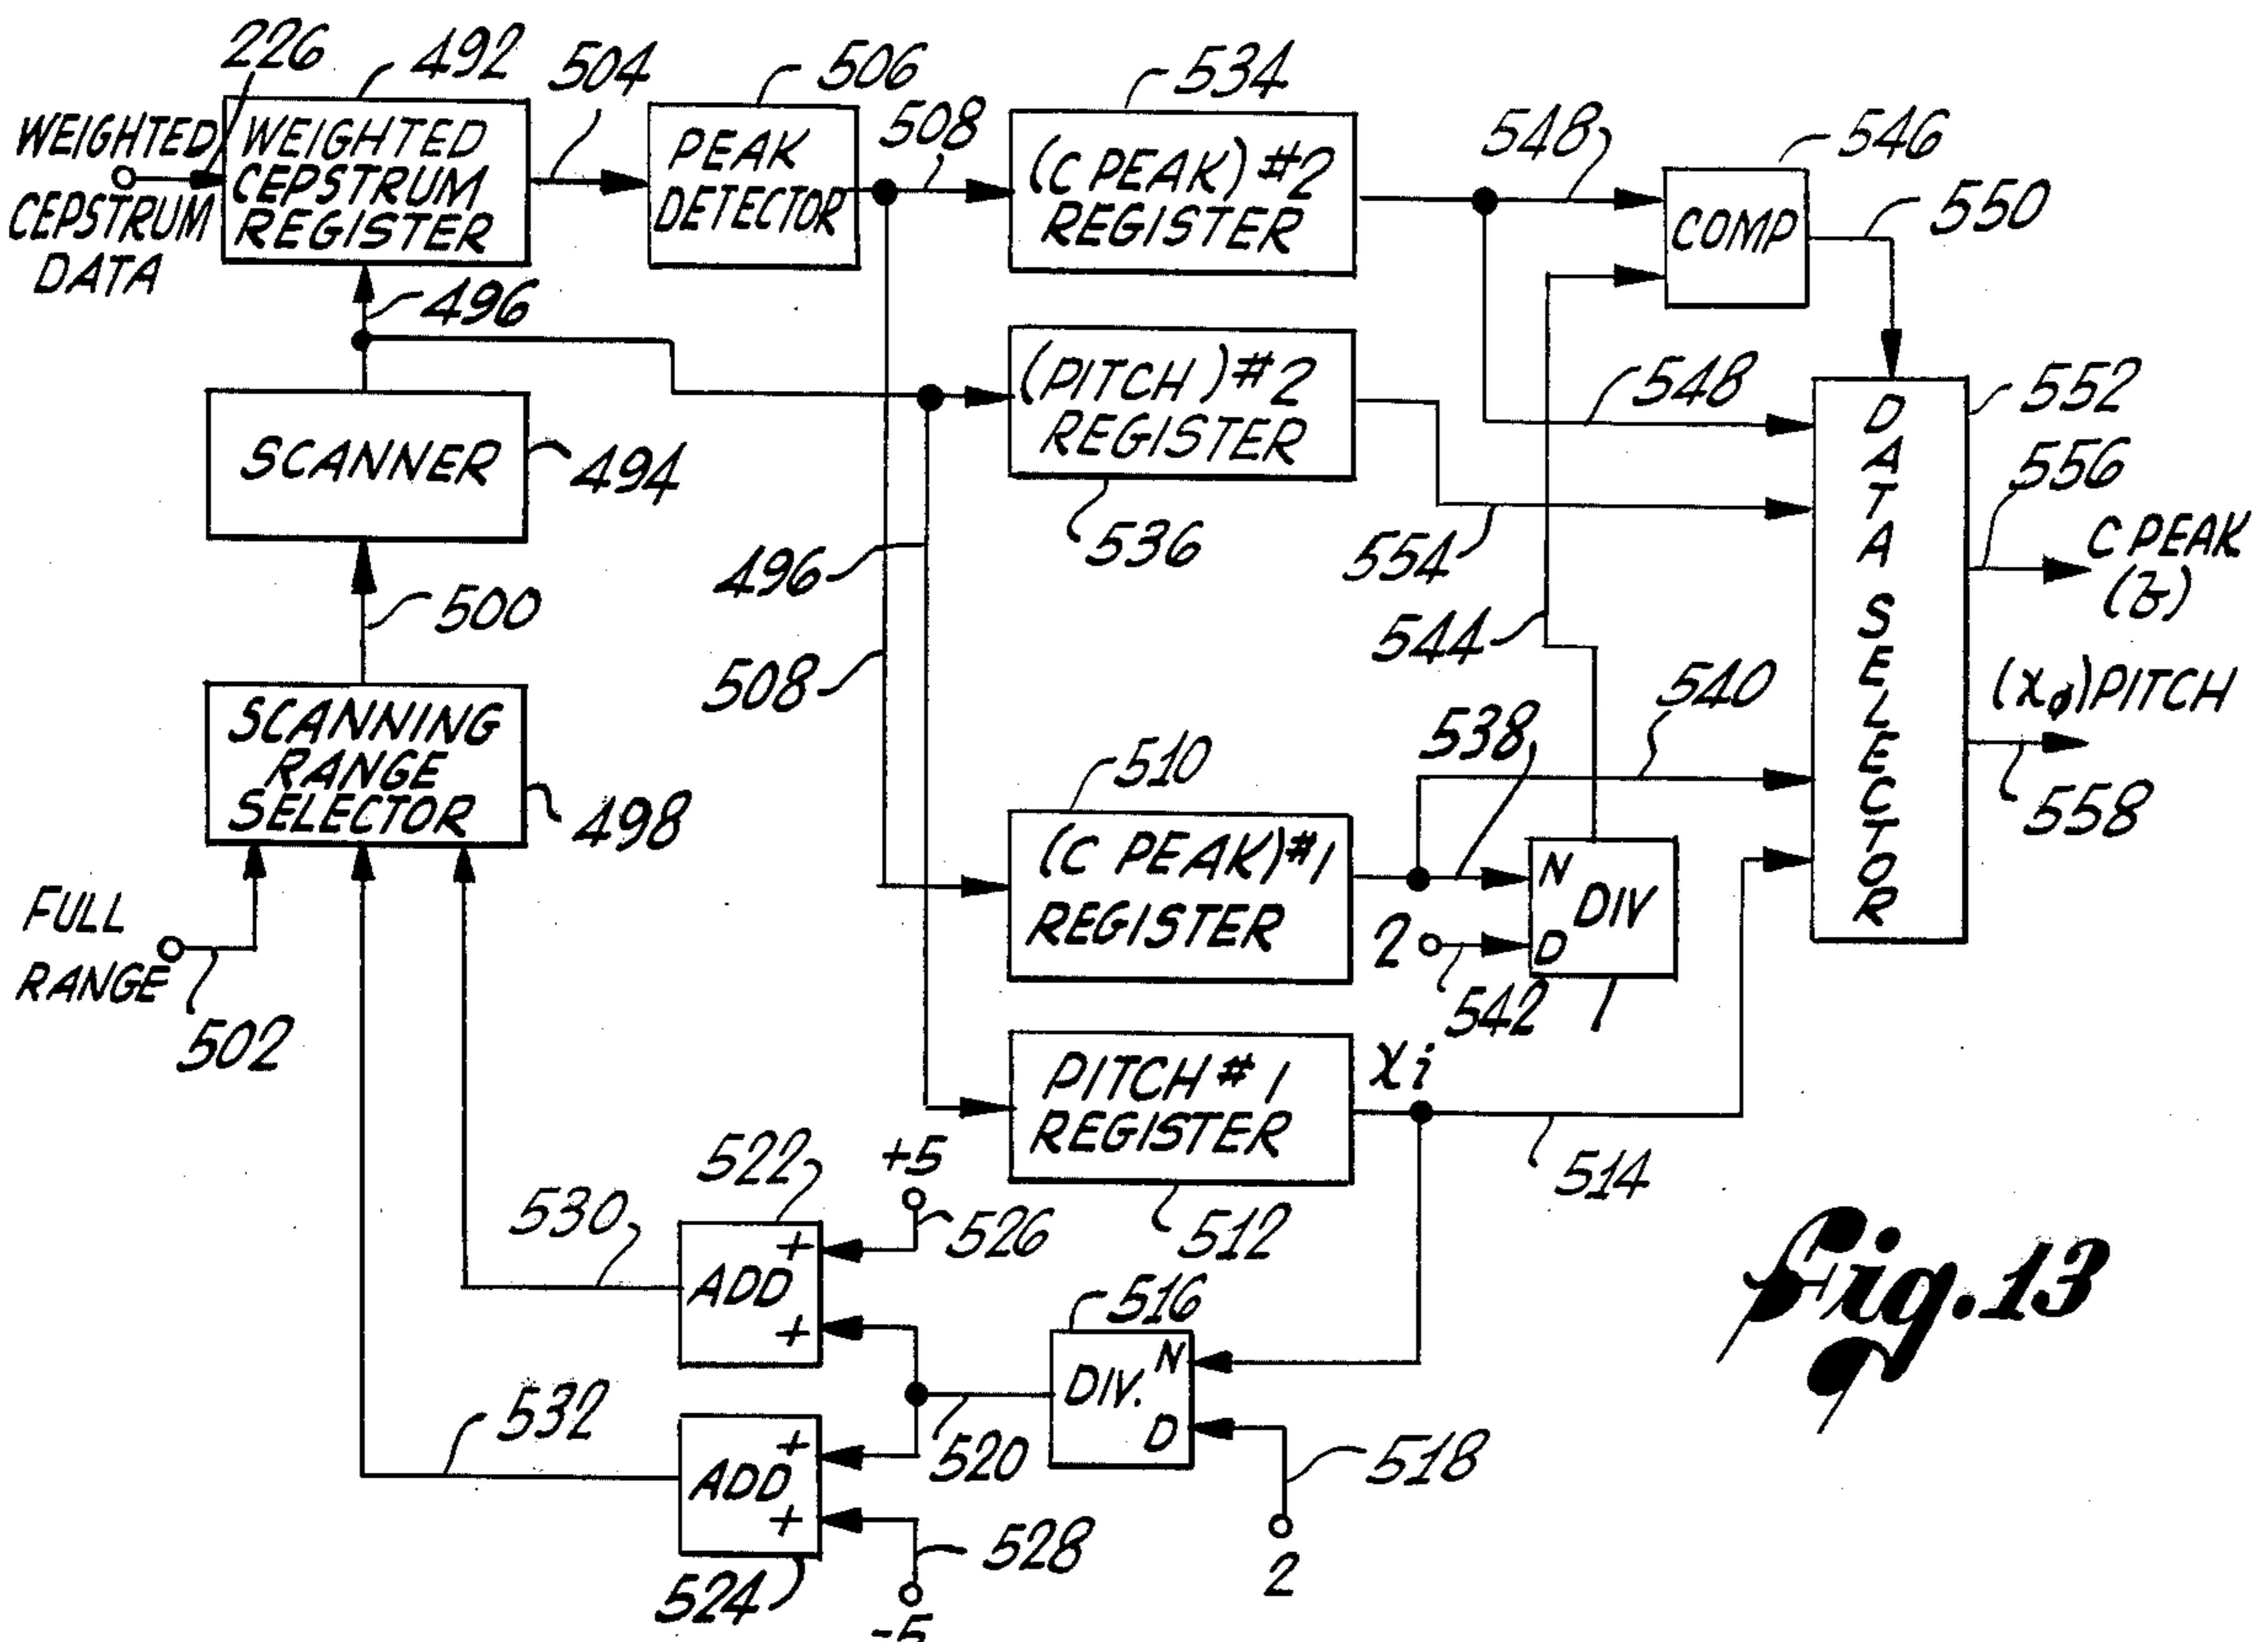 226
492
504
506
508
534
548
546
550
WEIGHTED
CEPSTRUM
DATA
WEIGHTED
CEPSTRUM
REGISTER
PEAK
DETECTOR
(C PEAK) #2
REGISTER
COMP
496
SCANNER
494
(PITCH) #2
REGISTER
536
548
552
DATA SELECTOR
556
C PEAK
(z)
554
544
496
508
500
SCANNING
RANGE
SELECTOR
498
540
538
(x₀) PITCH
558
510
(C PEAK) #1
REGISTER
N
DIV
D
2
542
FULL
RANGE
502
PITCH #1
REGISTER
xi
514
512
522
+5
526
530
+
ADD
+
516
N
DIV.
D
520
518
2
532
+
ADD
+
524
528
-5
Fig. 13